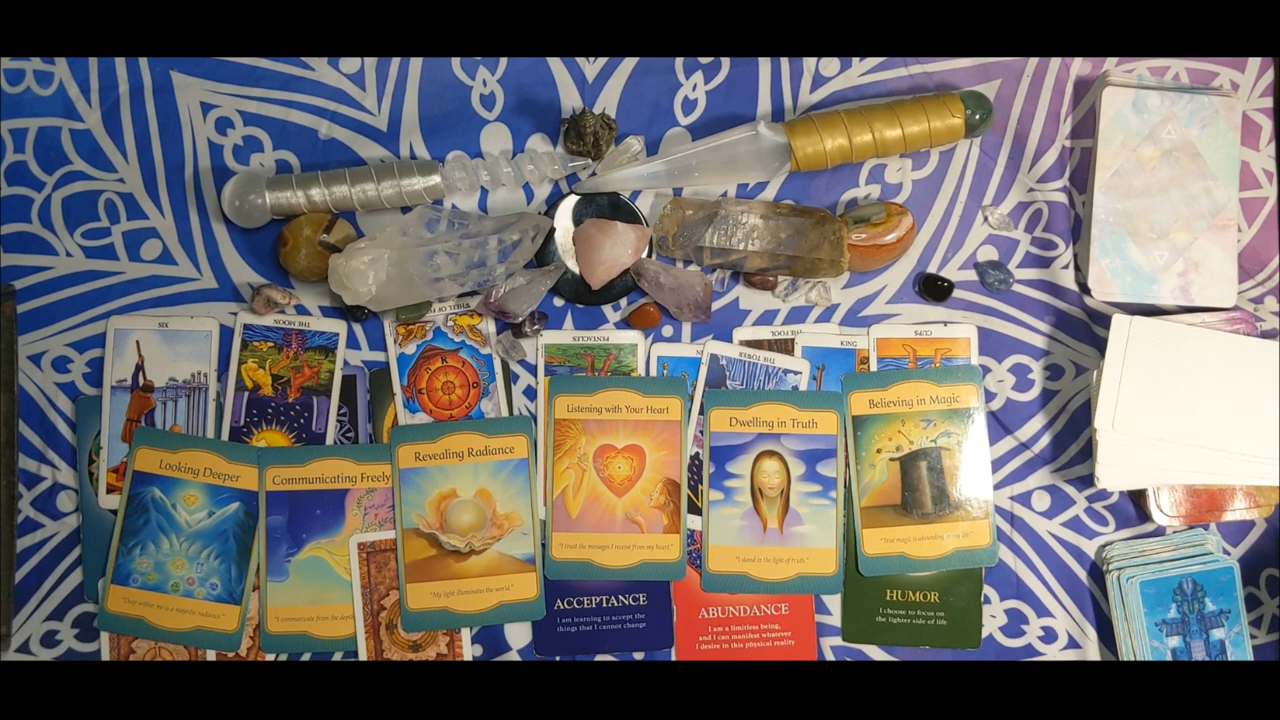 XIX
THE MOON
WHEEL OF
PENTACLES
THE FOOL
THE TOWER
KING
CUPS
Looking Deeper
Communicating Freely
"I communicate from the
Revealing Radiance
"My light illuminates the world."
Listening with Your Heart
"I trust the messages I receive from my heart."
Dwelling in Truth
"I stand in the light of truth."
Believing in Magic
"True magic is abounding in my life!"
ACCEPTANCE
I am learning to accept the
things that I cannot change
ABUNDANCE
I am a limitless being,
and I can manifest whatever
I desire in this physical reality
HUMOR
I choose to focus on
the lighter side of life